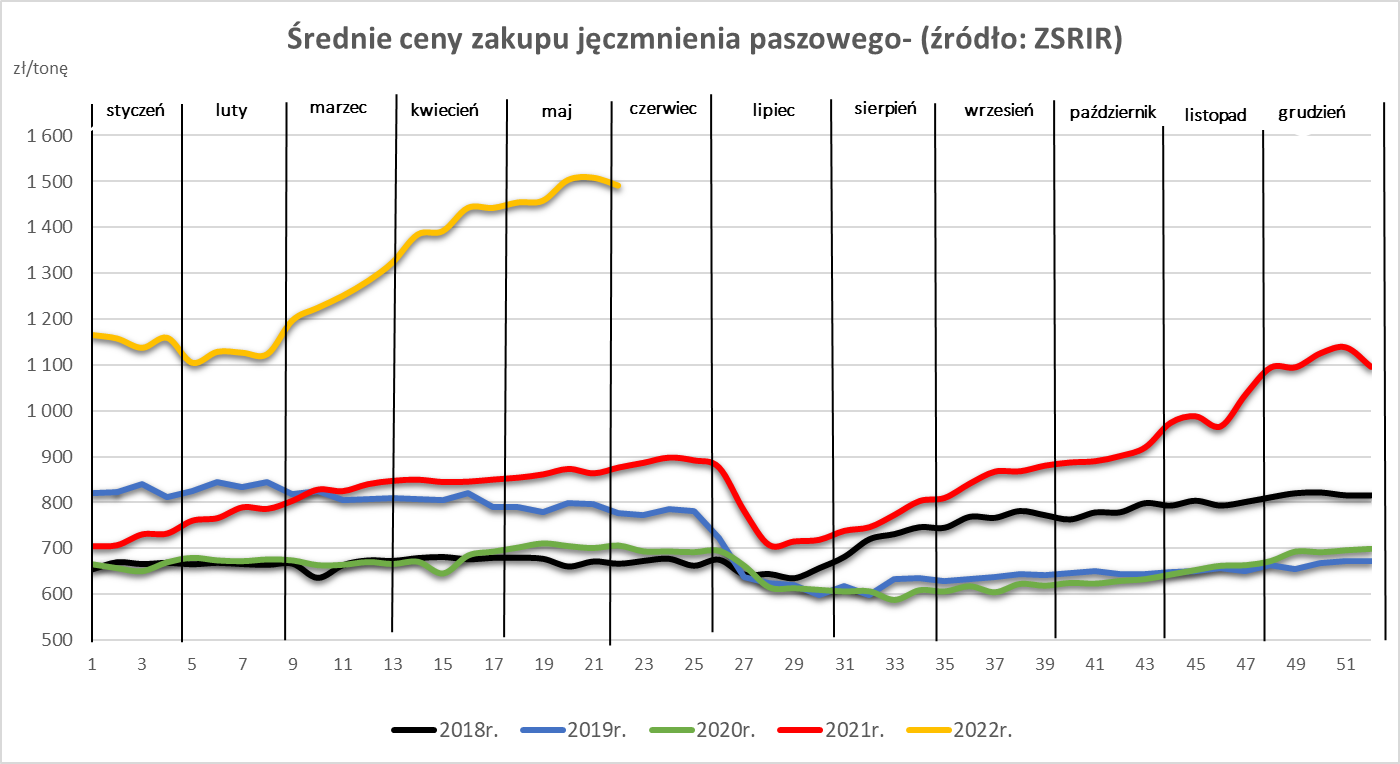 Średnie ceny zakupu jęczmnienia paszowego- (źródło: ZSRIR)
zł/tonę
styczeń luty marzec kwiecień maj czerwiec lipiec sierpień wrzesień październik listopad grudzień
1 600
1 500
1 400
1 300
1 200
1 100
1 000
900
800
700
600
500
1 3 5 7 9 11 13 15 17 19 21 23 25 27 29 31 33 35 37 39 41 43 45 47 49 51
2018r. 2019r. 2020r. 2021r. 2022r.